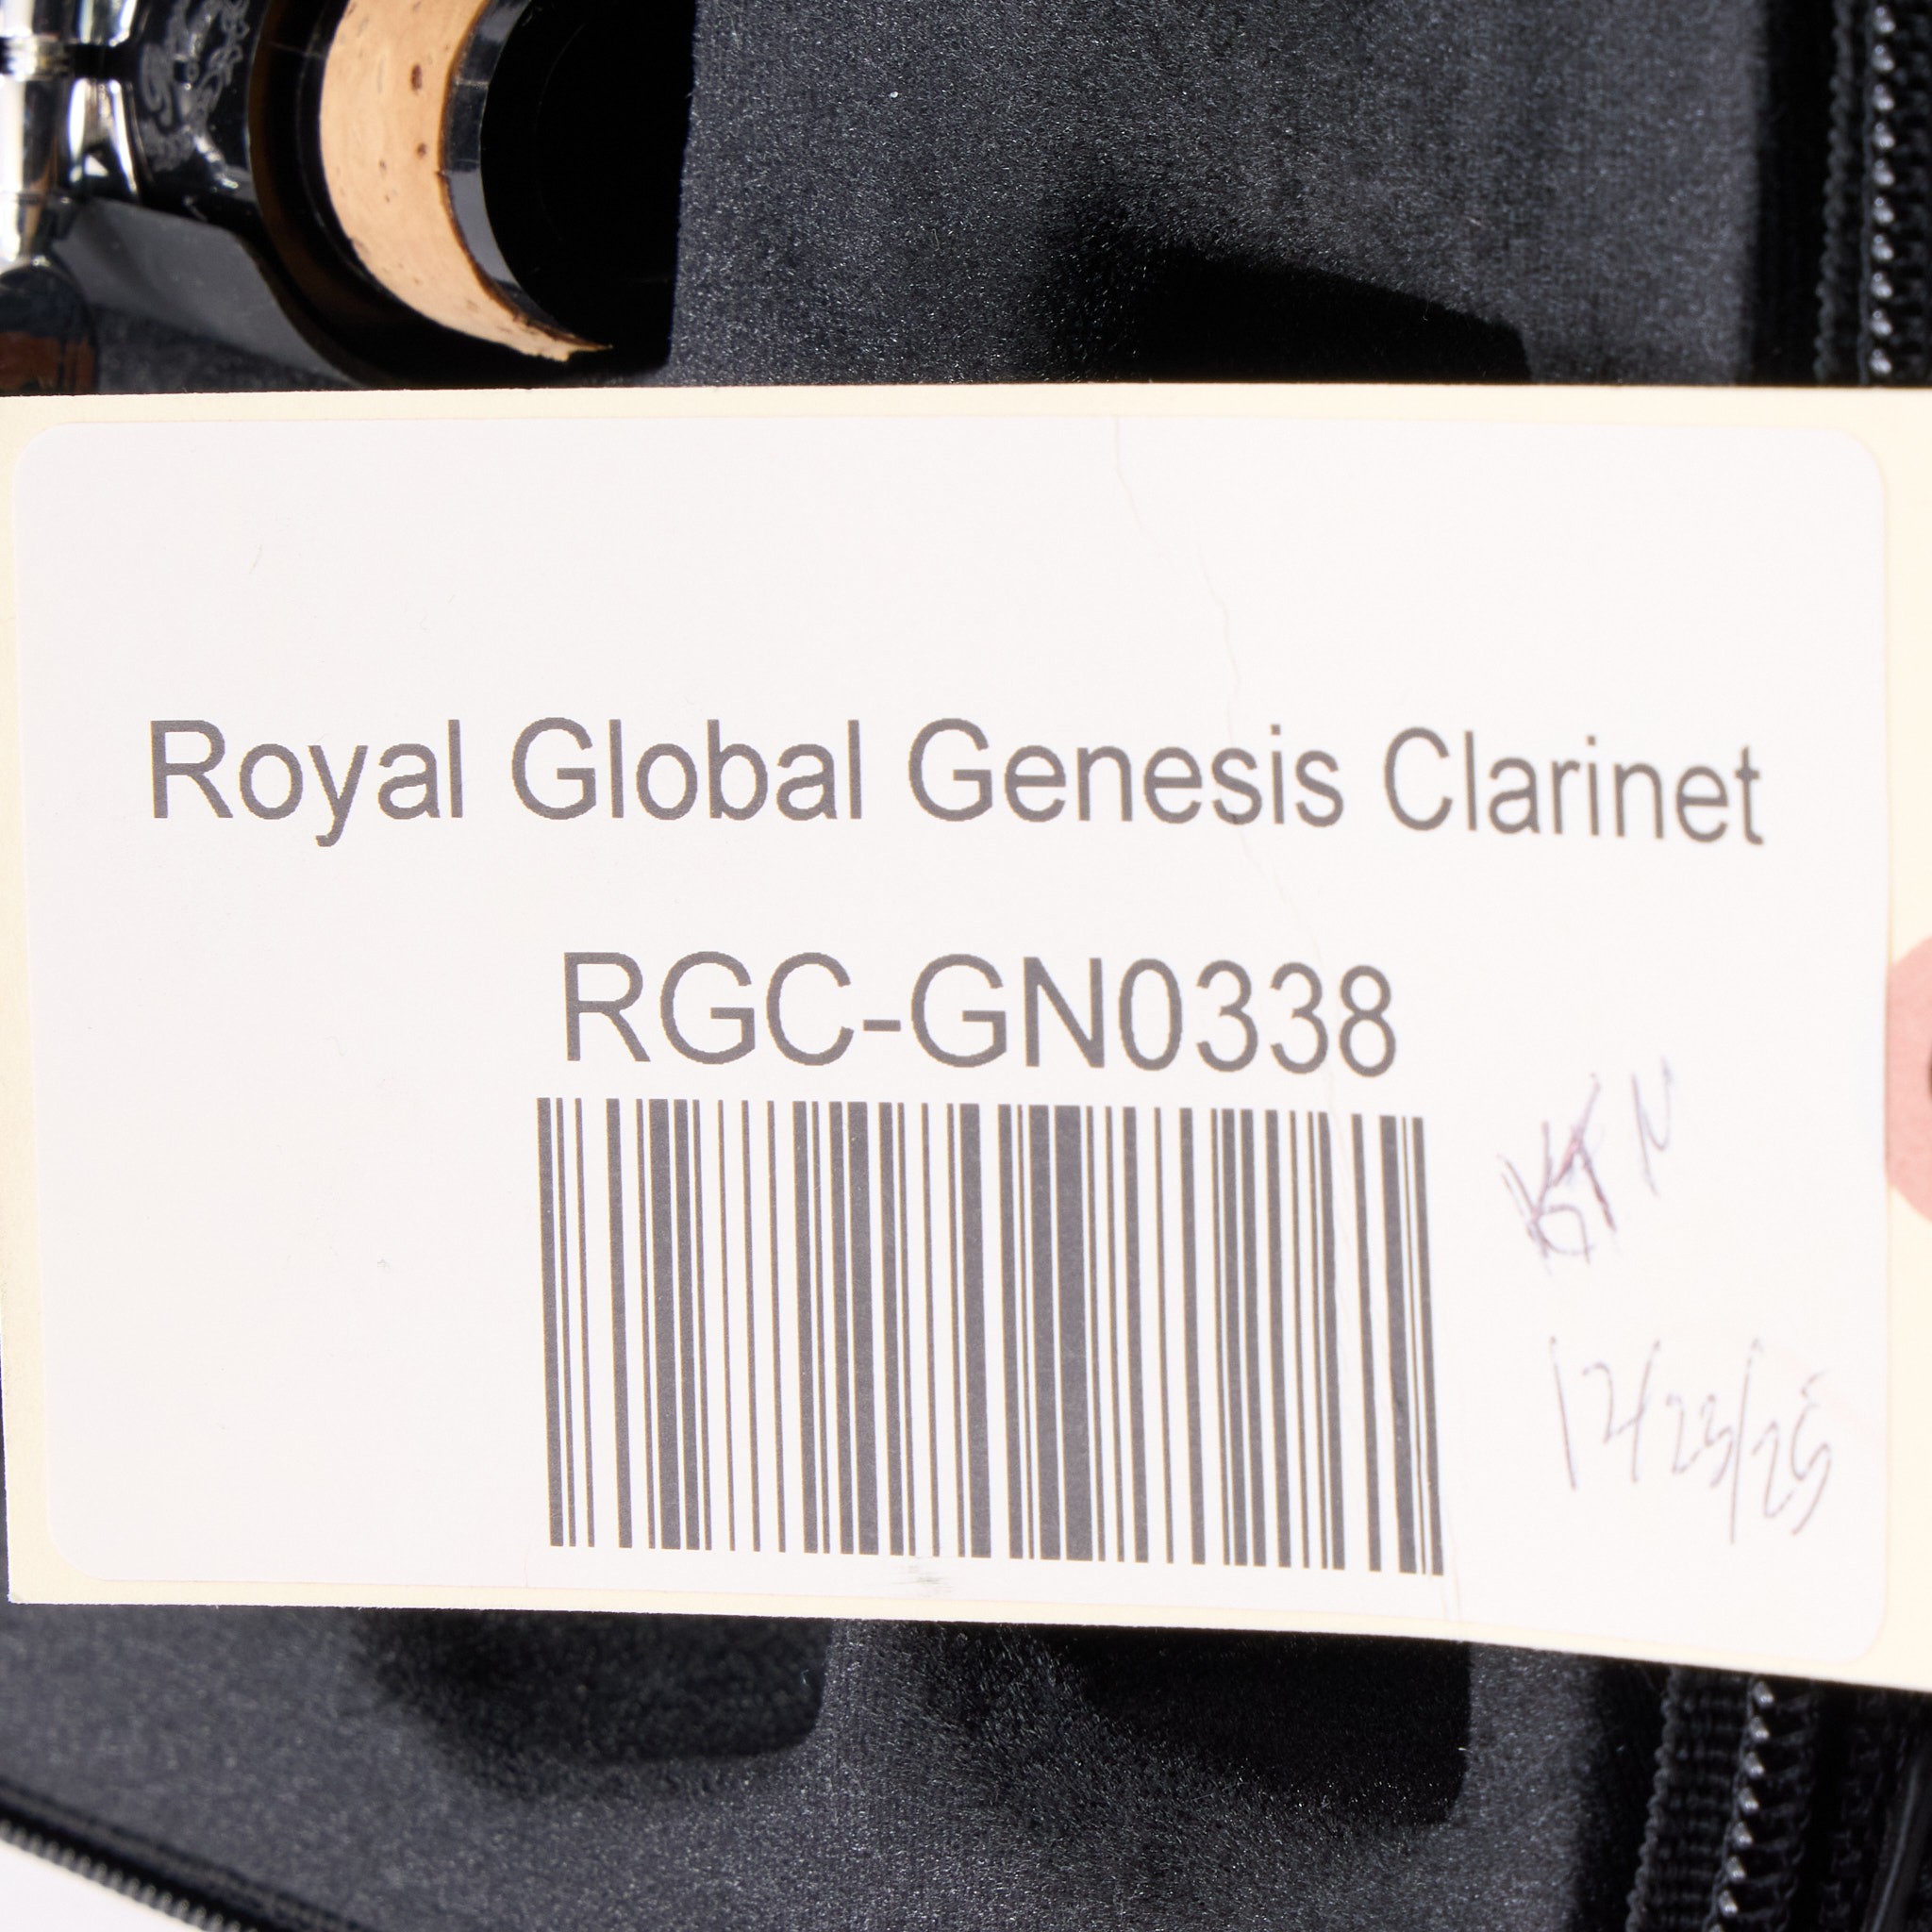 Royal Global Genesis Clarinet
RGC-GN0338
12/23/25